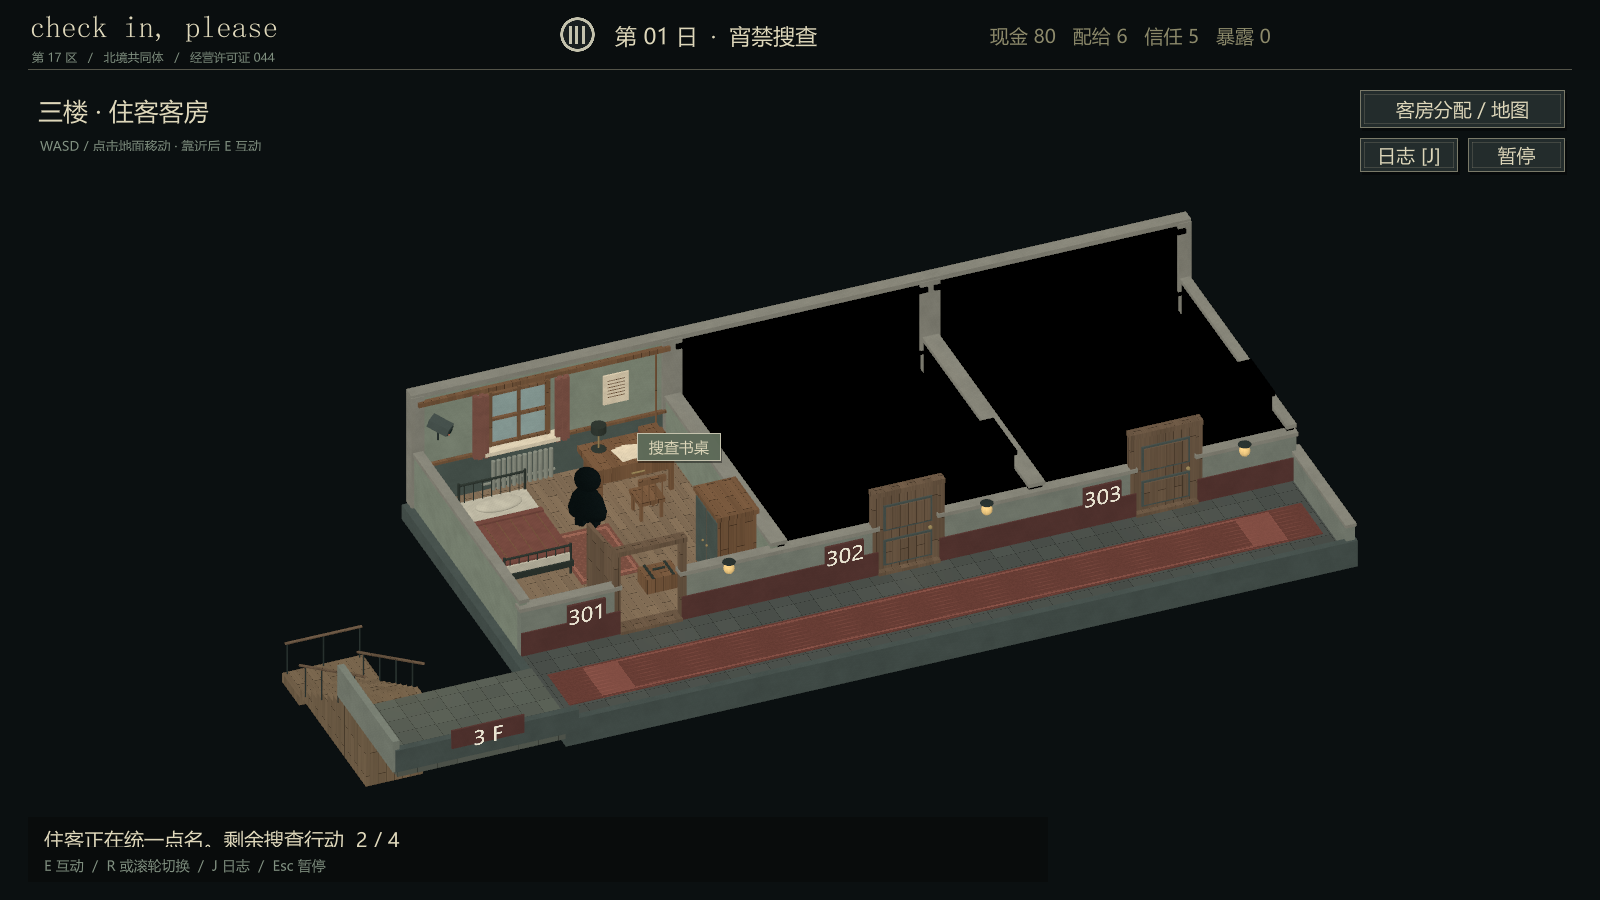 check in, please
第 17 区 / 北境共同体 / 经营许可证 044
第 01 日 · 宵禁搜查
现金 80 配给 6 信任 5 暴露 0
三楼 · 住客客房
WASD / 点击地面移动 · 靠近后 E 互动
客房分配 / 地图
日志 [J]
暂停
搜查书桌
303
302
301
3 F
住客正在统一点名。剩余搜查行动 2 / 4
E 互动 / R 或滚轮切换 / J 日志 / Esc 暂停